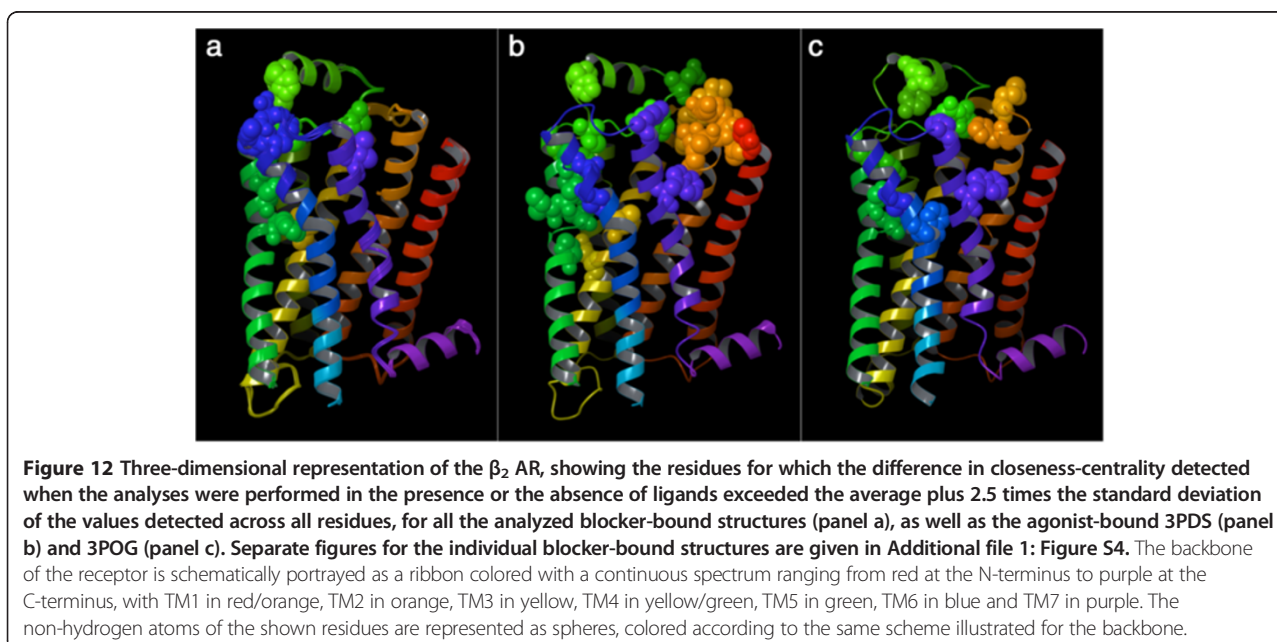 a b c
Figure 12 Three-dimensional representation of the β₂ AR, showing the residues for which the difference in closeness-centrality detected
when the analyses were performed in the presence or the absence of ligands exceeded the average plus 2.5 times the standard deviation
of the values detected across all residues, for all the analyzed blocker-bound structures (panel a), as well as the agonist-bound 3PDS (panel
b) and 3POG (panel c). Separate figures for the individual blocker-bound structures are given in Additional file 1: Figure S4. The backbone
of the receptor is schematically portrayed as a ribbon colored with a continuous spectrum ranging from red at the N-terminus to purple at the
C-terminus, with TM1 in red/orange, TM2 in orange, TM3 in yellow, TM4 in yellow/green, TM5 in green, TM6 in blue and TM7 in purple. The
non-hydrogen atoms of the shown residues are represented as spheres, colored according to the same scheme illustrated for the backbone.